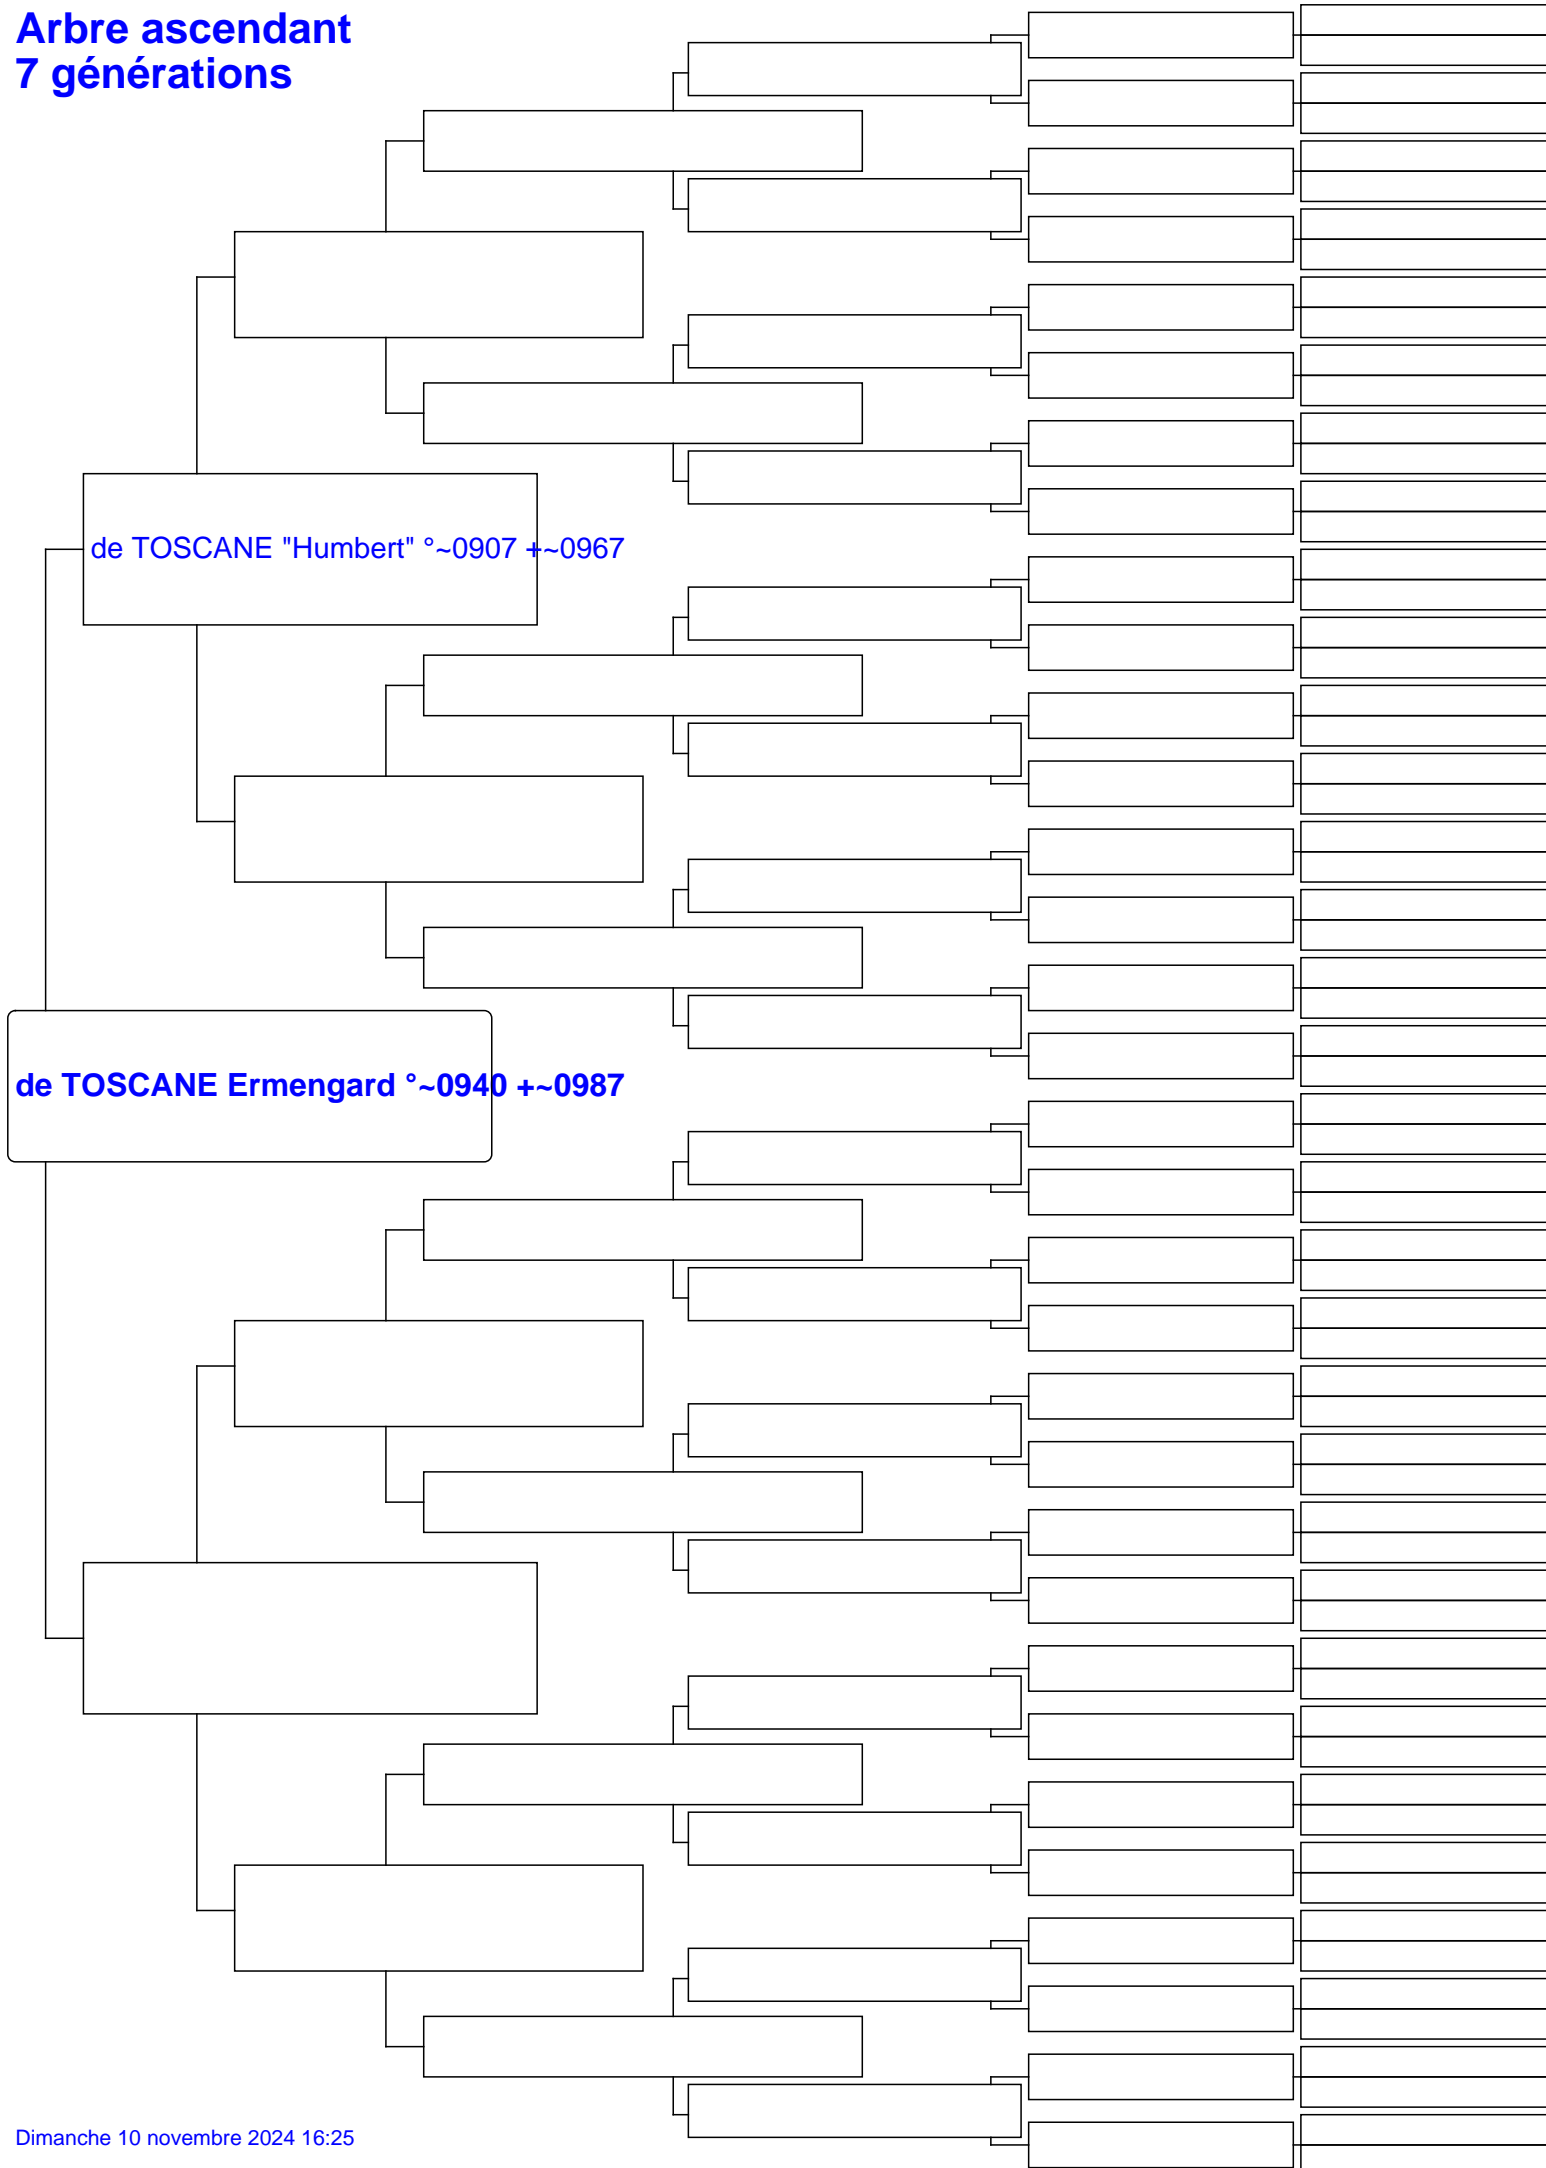 Arbre ascendant
7 générations
de TOSCANE "Humbert" °~0907 +~0967
de TOSCANE Ermengard °~0940 +~0987
Dimanche 10 novembre 2024 16:25